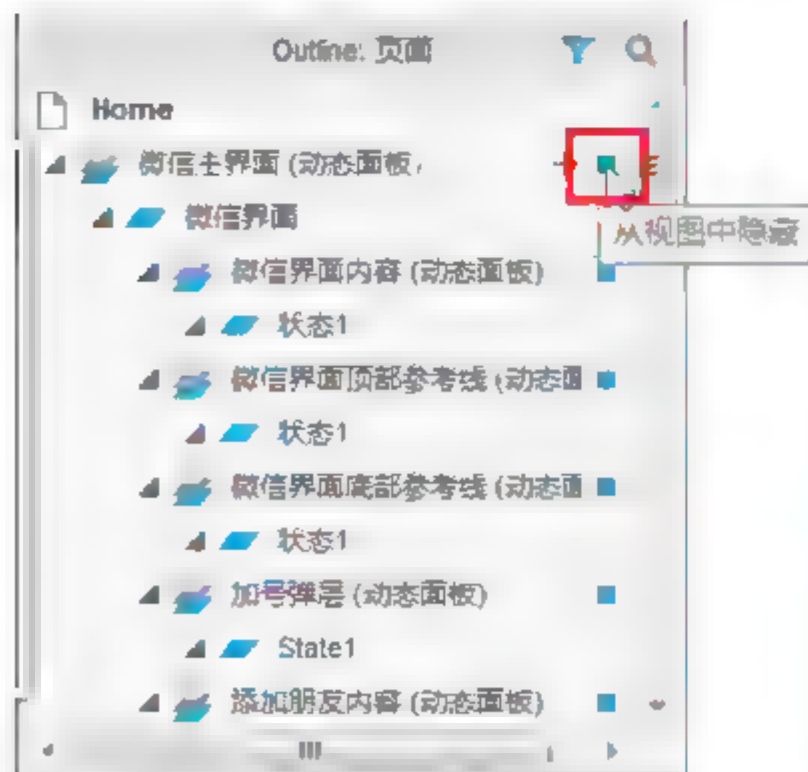 Outline: 页面
Home
微信主界面 (动态面板)
从视图中隐藏
微信界面
微信界面内容 (动态面板)
状态1
微信界面顶部参考线 (动态面
状态1
微信界面底部参考线 (动态面
状态1
加号弹层 (动态面板)
State1
添加朋友内容 (动态面板)